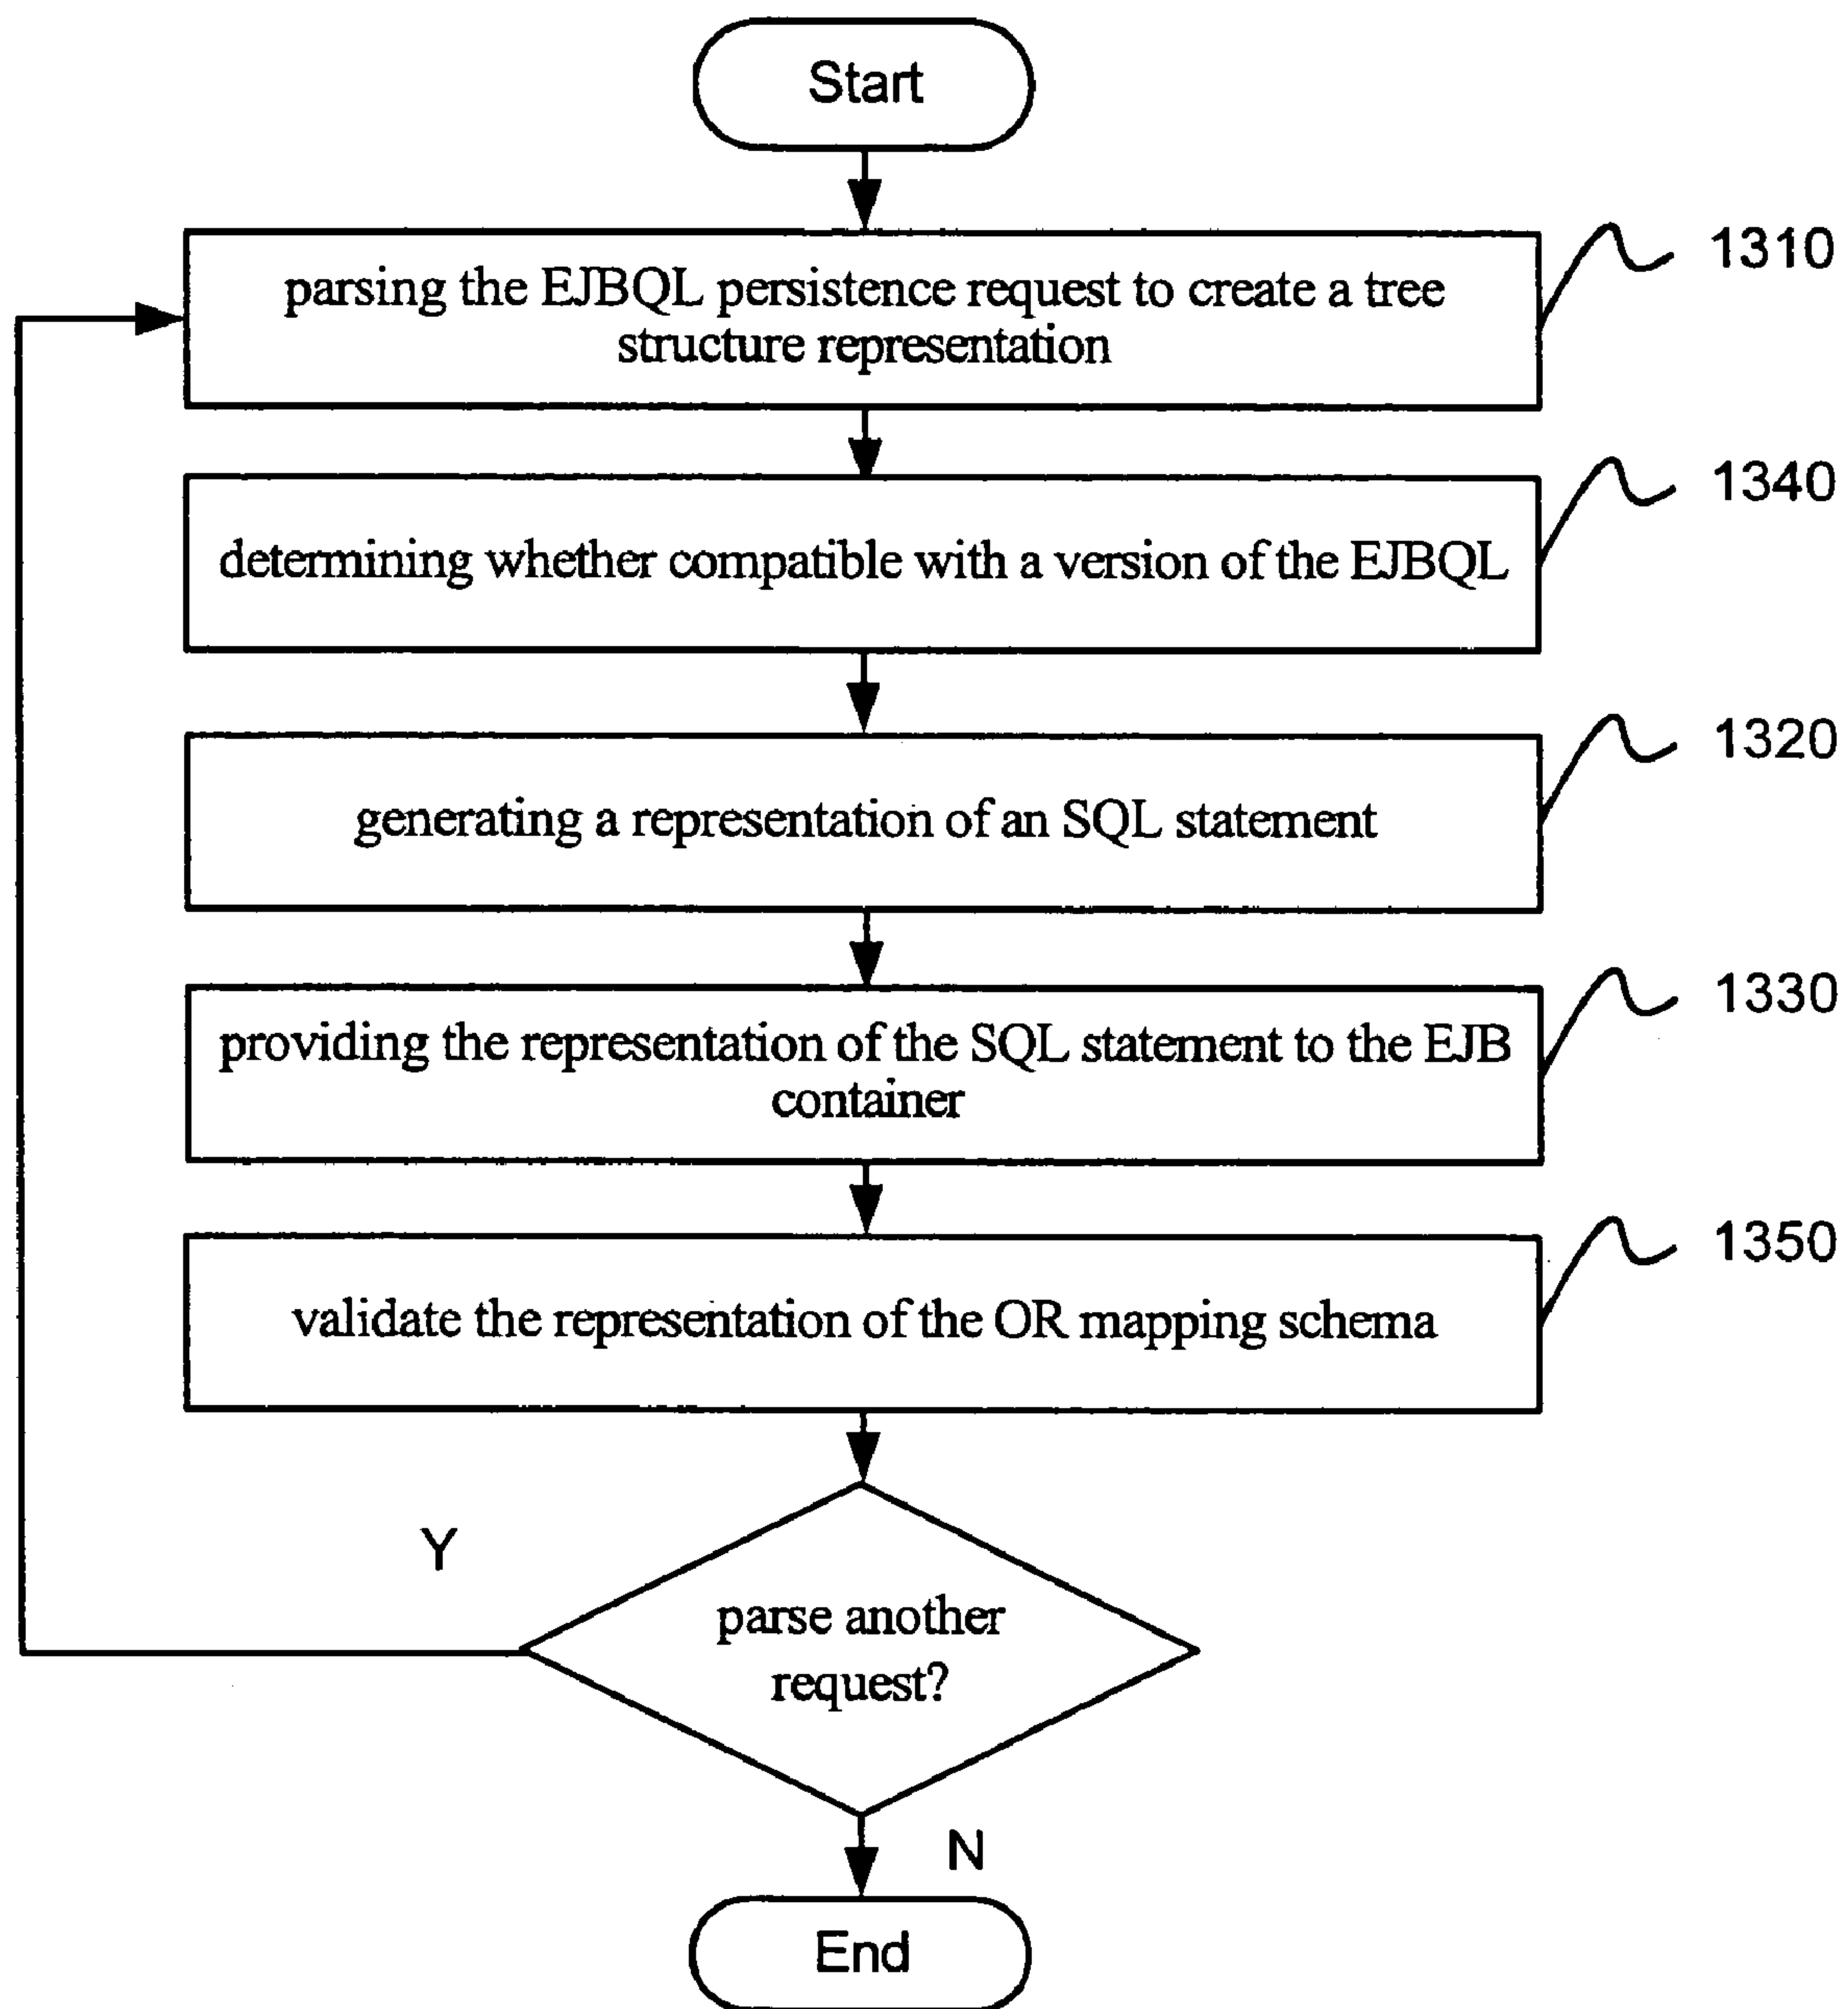 Start
parsing the EJBQL persistence request to create a tree
structure representation
1310
determining whether compatible with a version of the EJBQL
1340
generating a representation of an SQL statement
1320
providing the representation of the SQL statement to the EJB
container
1330
validate the representation of the OR mapping schema
1350
Y
parse another
request?
N
End